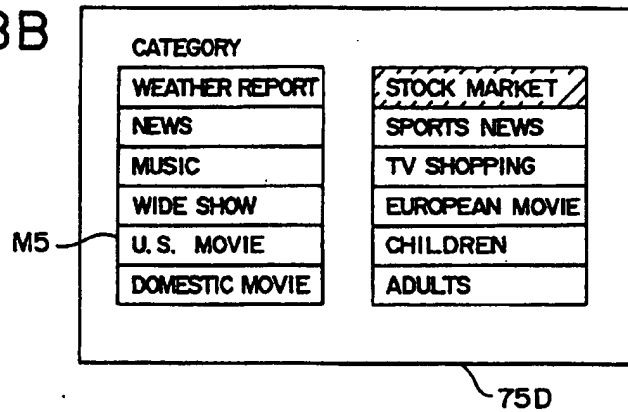 3B
CATEGORY
WEATHER REPORT
NEWS
MUSIC
WIDE SHOW
U.S. MOVIE
DOMESTIC MOVIE
STOCK MARKET
SPORTS NEWS
TV SHOPPING
EUROPEAN MOVIE
CHILDREN
ADULTS
M5
75D